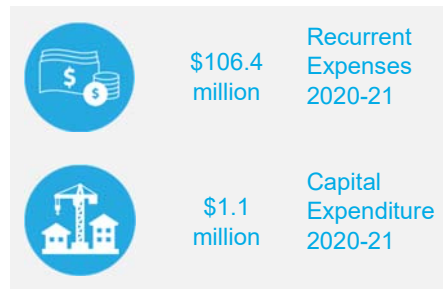 $106.4
million
Recurrent
Expenses
2020-21
$1.1
million
Capital
Expenditure
2020-21
$
$